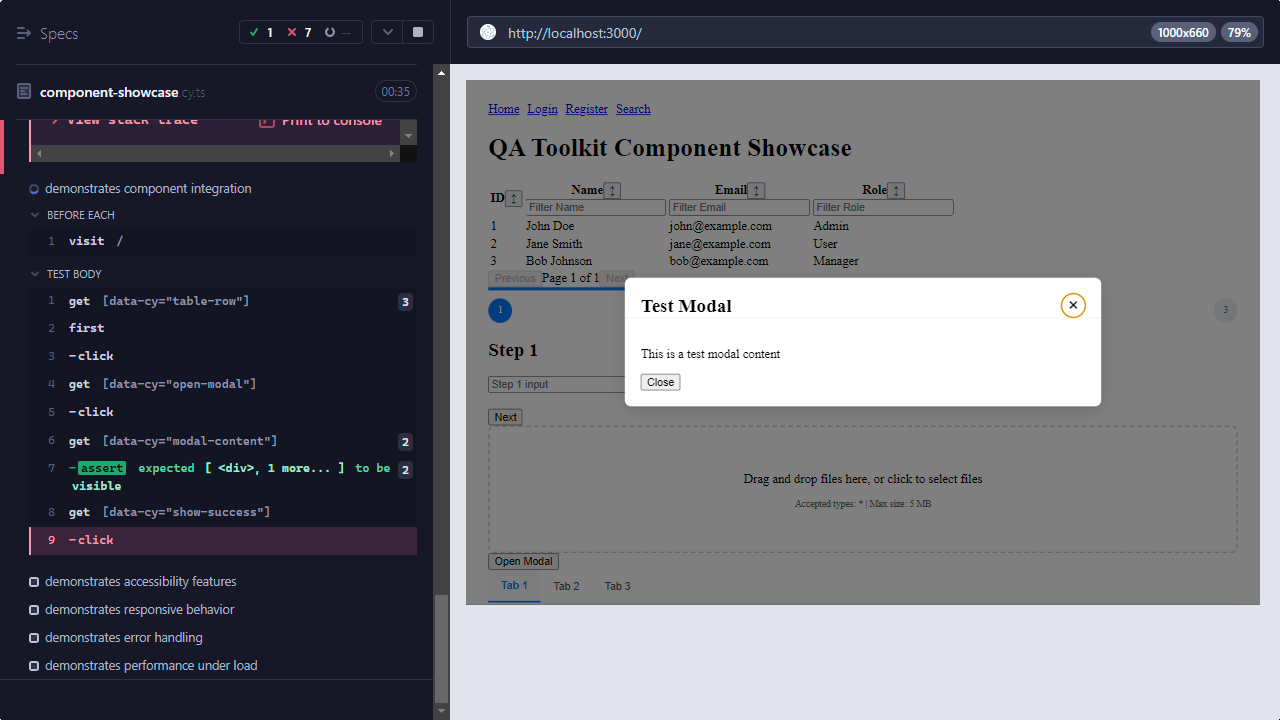 Specs
1
7
--
component-showcase.cy.ts
00:35
View stack trace
Print to console
demonstrates component integration
BEFORE EACH
1 visit /
TEST BODY
1 get [data-cy="table-row"] 3
2 first
3 -click
4 get [data-cy="open-modal"]
5 -click
6 get [data-cy="modal-content"] 2
7 -assert expected [ <div>, 1 more... ] to be 2
visible
8 get [data-cy="show-success"]
9 -click
demonstrates accessibility features
demonstrates responsive behavior
demonstrates error handling
demonstrates performance under load
http://localhost:3000/
1000x660
79%
Home Login Register Search
QA Toolkit Component Showcase
ID↕ Name↕ Email↕ Role↕
Filter Name Filter Email Filter Role
1 John Doe john@example.com Admin
2 Jane Smith jane@example.com User
3 Bob Johnson bob@example.com Manager
Previous Page 1 of 1 Next
1 3
Test Modal ×
This is a test modal content
Close
Step 1
Step 1 input
Next
Drag and drop files here, or click to select files
Accepted types: * | Max size: 5 MB
Open Modal
Tab 1 Tab 2 Tab 3